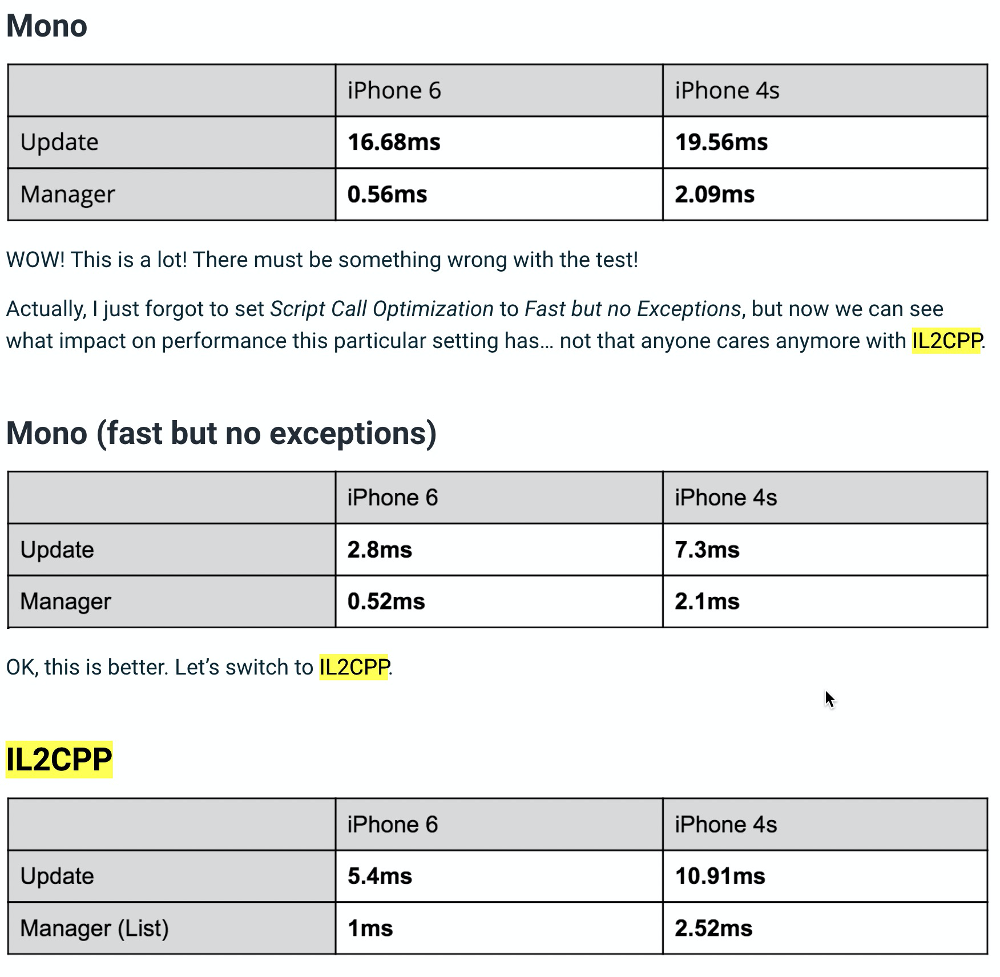 Mono
iPhone 6 iPhone 4s
Update 16.68ms 19.56ms
Manager 0.56ms 2.09ms
WOW! This is a lot! There must be something wrong with the test!
Actually, I just forgot to set Script Call Optimization to Fast but no Exceptions, but now we can see
what impact on performance this particular setting has... not that anyone cares anymore with IL2CPP.
Mono (fast but no exceptions)
iPhone 6 iPhone 4s
Update 2.8ms 7.3ms
Manager 0.52ms 2.1ms
OK, this is better. Let’s switch to IL2CPP.
IL2CPP
iPhone 6 iPhone 4s
Update 5.4ms 10.91ms
Manager (List) 1ms 2.52ms